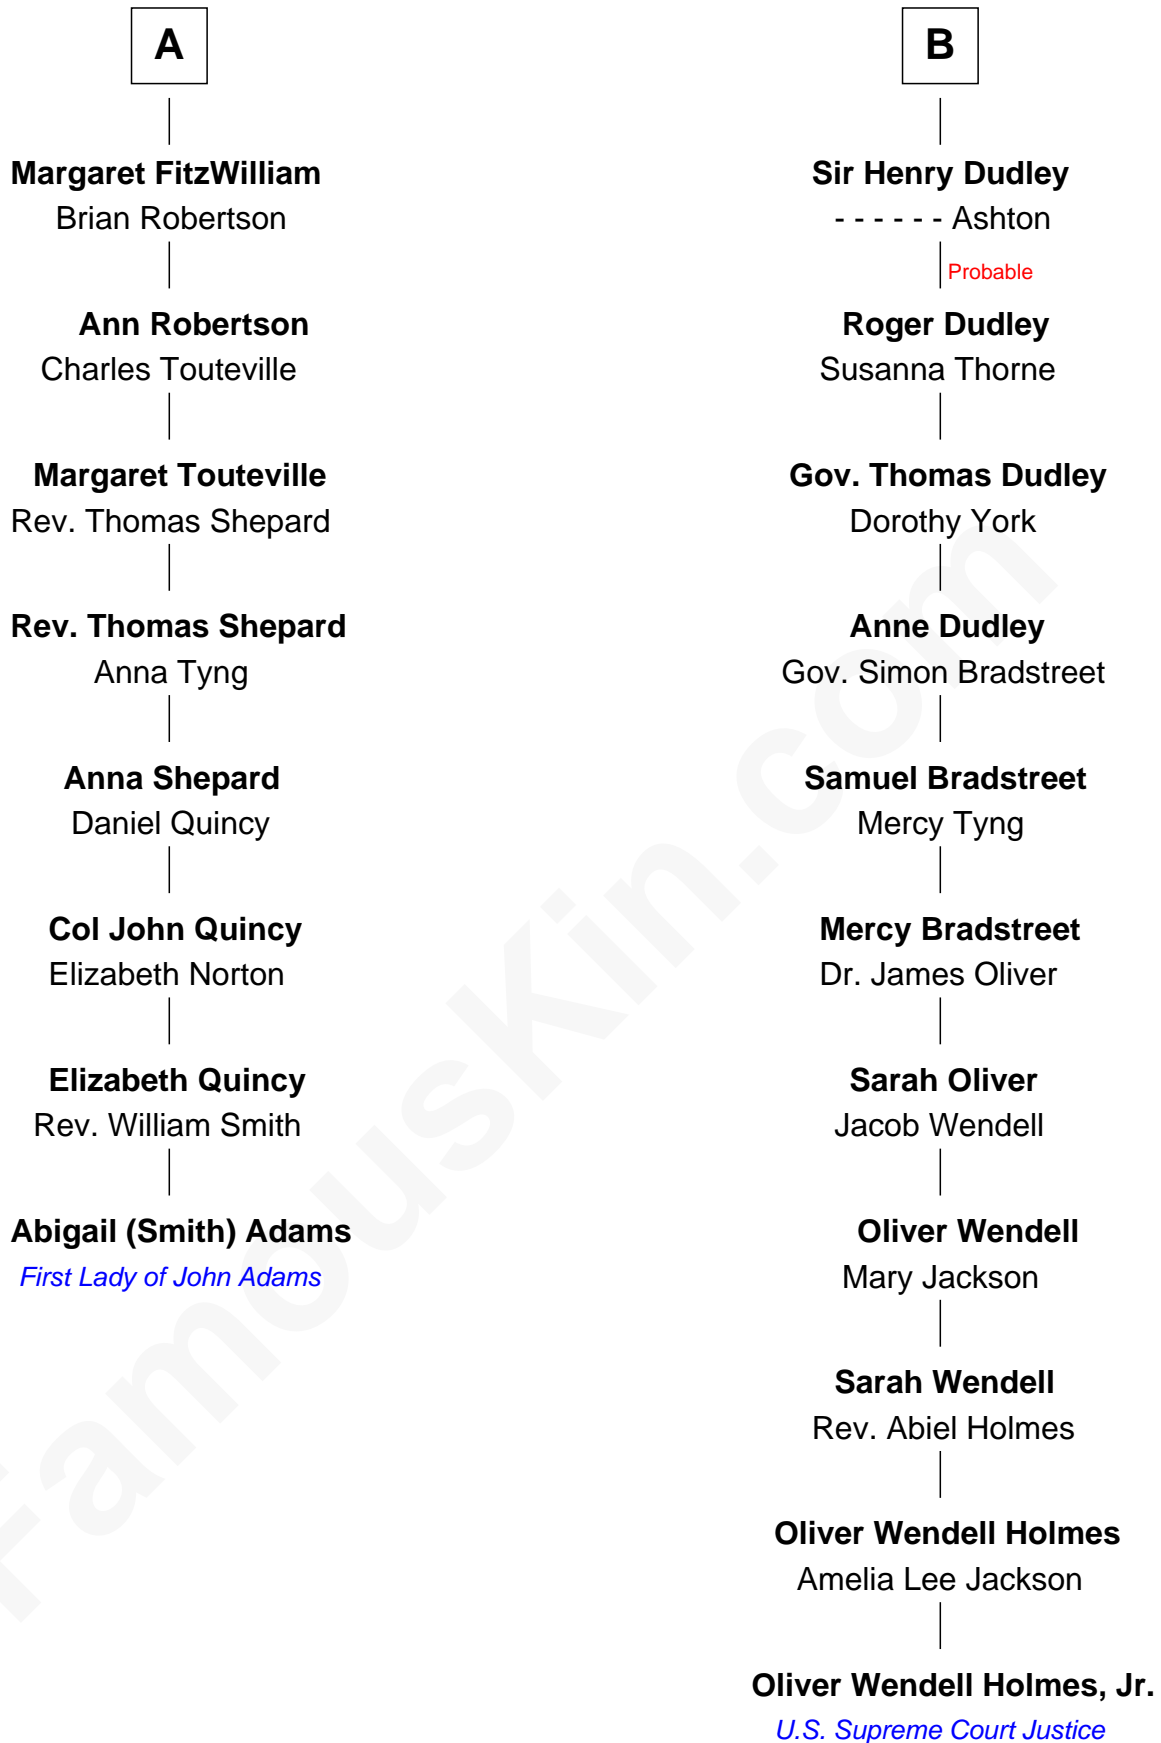 A
Margaret FitzWilliam
Brian Robertson
Ann Robertson
Charles Touteville
Margaret Touteville
Rev. Thomas Shepard
Rev. Thomas Shepard
Anna Tyng
Anna Shepard
Daniel Quincy
Col John Quincy
Elizabeth Norton
Elizabeth Quincy
Rev. William Smith
Abigail (Smith) Adams
First Lady of John Adams
B
Sir Henry Dudley
- - - - - - Ashton
Probable
Roger Dudley
Susanna Thorne
Gov. Thomas Dudley
Dorothy York
Anne Dudley
Gov. Simon Bradstreet
Samuel Bradstreet
Mercy Tyng
Mercy Bradstreet
Dr. James Oliver
Sarah Oliver
Jacob Wendell
Oliver Wendell
Mary Jackson
Sarah Wendell
Rev. Abiel Holmes
Oliver Wendell Holmes
Amelia Lee Jackson
Oliver Wendell Holmes, Jr.
U.S. Supreme Court Justice
FamousKin.com